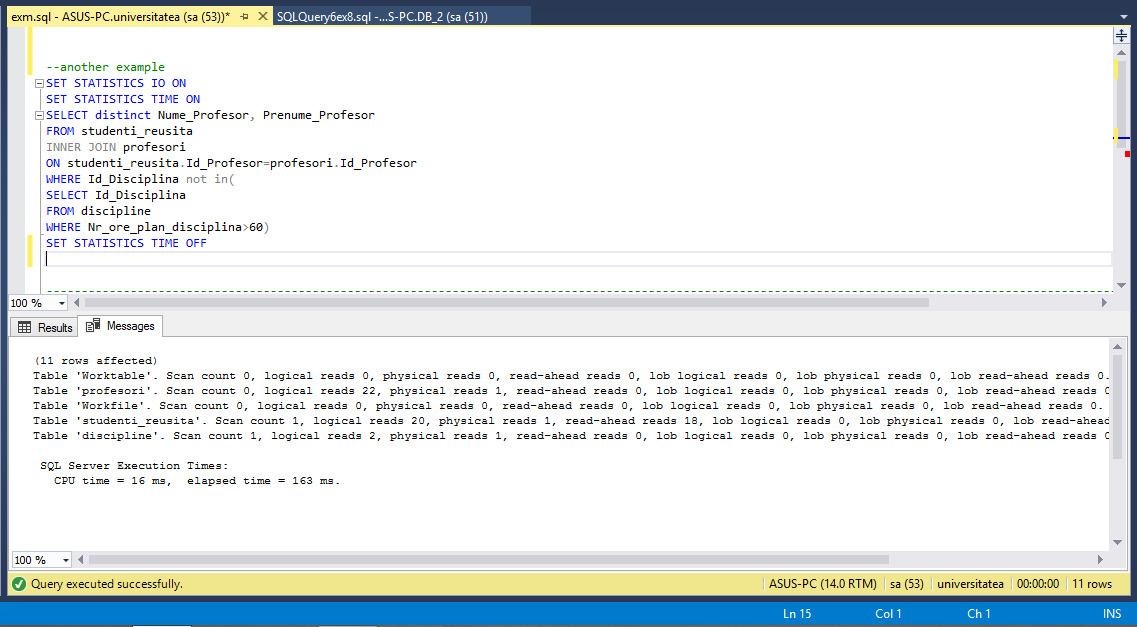 exm.sql - ASUS-PC.universitatea (sa (53))* SQLQuery6ex8.sql -...S-PC.DB_2 (sa (51))
--another example
SET STATISTICS IO ON
SET STATISTICS TIME ON
SELECT distinct Nume_Profesor, Prenume_Profesor
FROM studenti_reusita
INNER JOIN profesori
ON studenti_reusita.Id_Profesor=profesori.Id_Profesor
WHERE Id_Disciplina not in(
SELECT Id_Disciplina
FROM discipline
WHERE Nr_ore_plan_disciplina>60)
SET STATISTICS TIME OFF
100 %
Results Messages
(11 rows affected)
Table 'Worktable'. Scan count 0, logical reads 0, physical reads 0, read-ahead reads 0, lob logical reads 0, lob physical reads 0, lob read-ahead reads 0.
Table 'profesori'. Scan count 0, logical reads 22, physical reads 1, read-ahead reads 0, lob logical reads 0, lob physical reads 0, lob read-ahead reads 0
Table 'Workfile'. Scan count 0, logical reads 0, physical reads 0, read-ahead reads 0, lob logical reads 0, lob physical reads 0, lob read-ahead reads 0.
Table 'studenti_reusita'. Scan count 1, logical reads 20, physical reads 1, read-ahead reads 18, lob logical reads 0, lob physical reads 0, lob read-ahead
Table 'discipline'. Scan count 1, logical reads 2, physical reads 1, read-ahead reads 0, lob logical reads 0, lob physical reads 0, lob read-ahead reads 0
SQL Server Execution Times:
CPU time = 16 ms, elapsed time = 163 ms.
100 %
Query executed successfully. ASUS-PC (14.0 RTM) sa (53) universitatea 00:00:00 11 rows
Ln 15 Col 1 Ch 1 INS